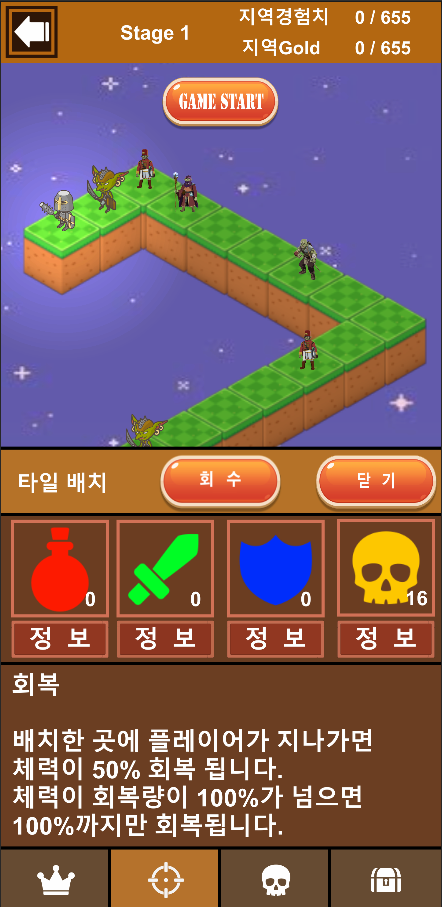 Stage 1
지역경험치 0 / 655
지역Gold 0 / 655
GAME START
타일 배치 회 수 닫 기
0 0 0 16
정 보 정 보 정 보 정 보
회복
배치한 곳에 플레이어가 지나가면
체력이 50% 회복 됩니다.
체력이 회복량이 100%가 넘으면
100%까지만 회복됩니다.